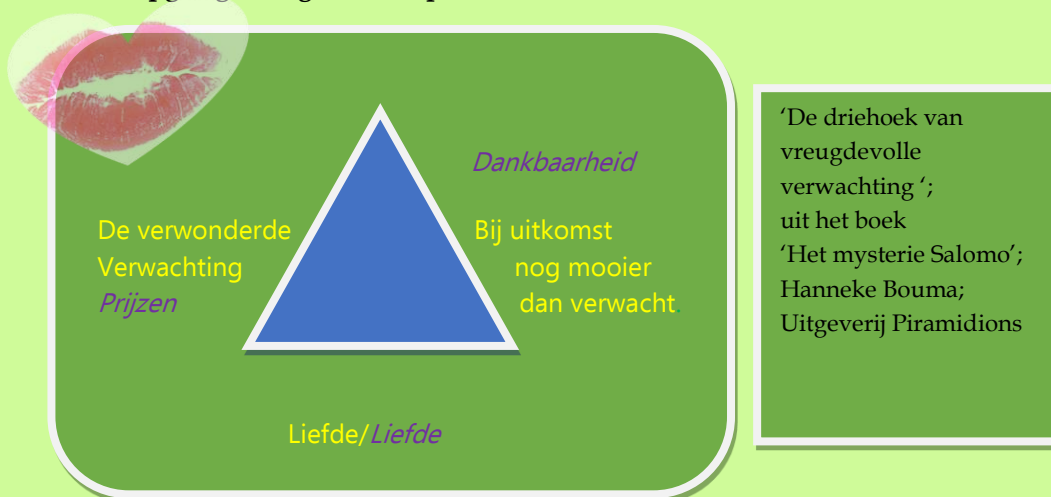 De verwonderde
Verwachting
Prijzen
Dankbaarheid
Bij uitkomst
nog mooier
dan verwacht.
Liefde/Liefde
‘De driehoek van
vreugdevolle
verwachting ‘;
uit het boek
‘Het mysterie Salomo’;
Hanneke Bouma;
Uitgeverij Piramidions